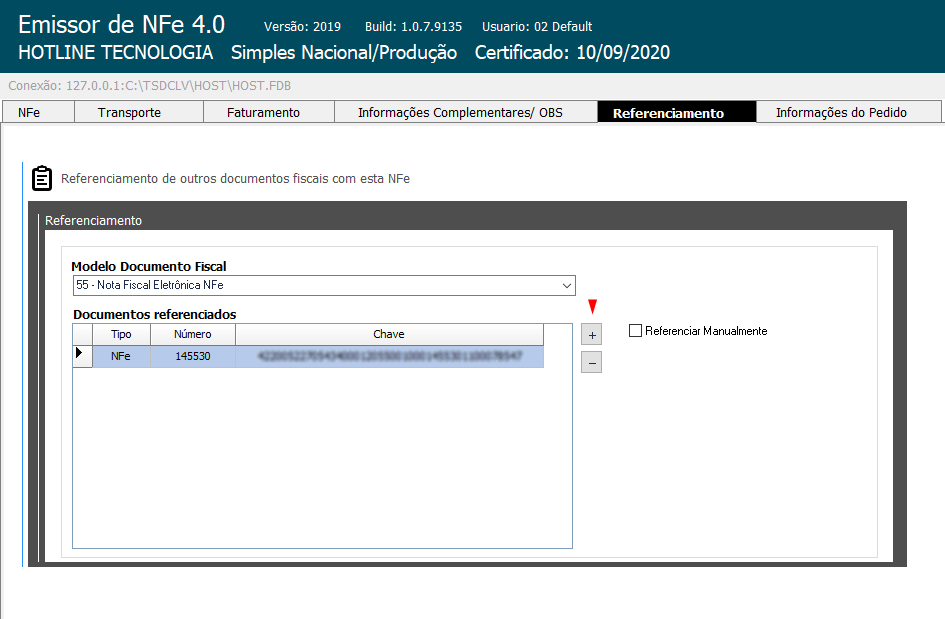 Emissor de NFe 4.0 Versão: 2019 Build: 1.0.7.9135 Usuario: 02 Default
HOTLINE TECNOLOGIA Simples Nacional/Produção Certificado: 10/09/2020
Conexão: 127.0.0.1:C:\TSDCLV\HOST\HOST.FDB
NFe Transporte Faturamento Informações Complementares/ OBS Referenciamento Informações do Pedido
Referenciamento de outros documentos fiscais com esta NFe
Referenciamento
Modelo Documento Fiscal
55 - Nota Fiscal Eletrônica NFe
Documentos referenciados
Tipo Número Chave
+ Referenciar Manualmente
NFe 145530
-